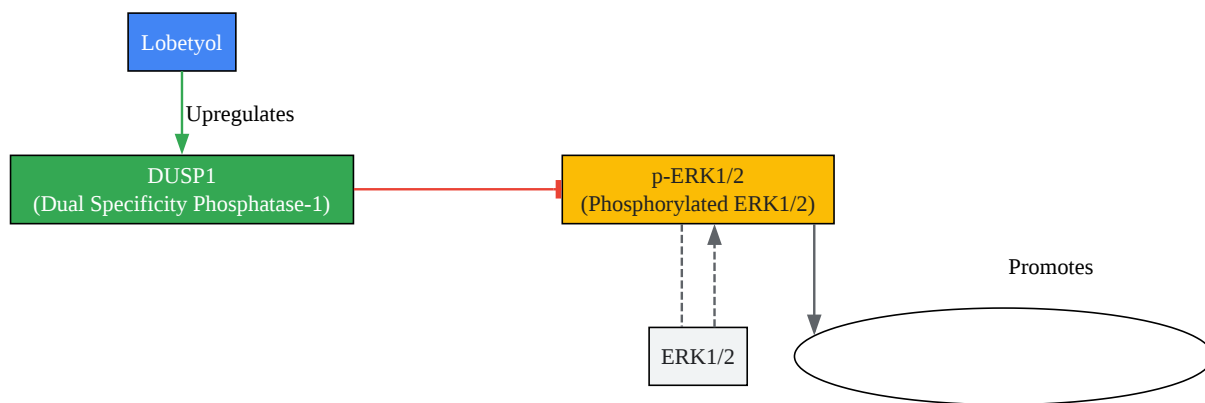 Lobetyol
Upregulates
DUSP1
(Dual Specificity Phosphatase-1)
p-ERK1/2
(Phosphorylated ERK1/2)
Promotes
ERK1/2